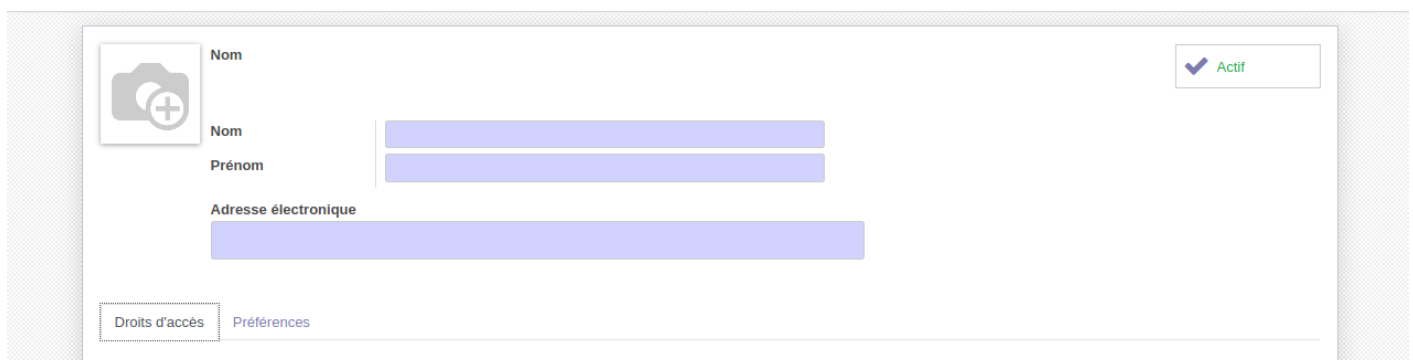 Nom
Actif
Nom
Prénom
Adresse électronique
Droits d'accès Préférences